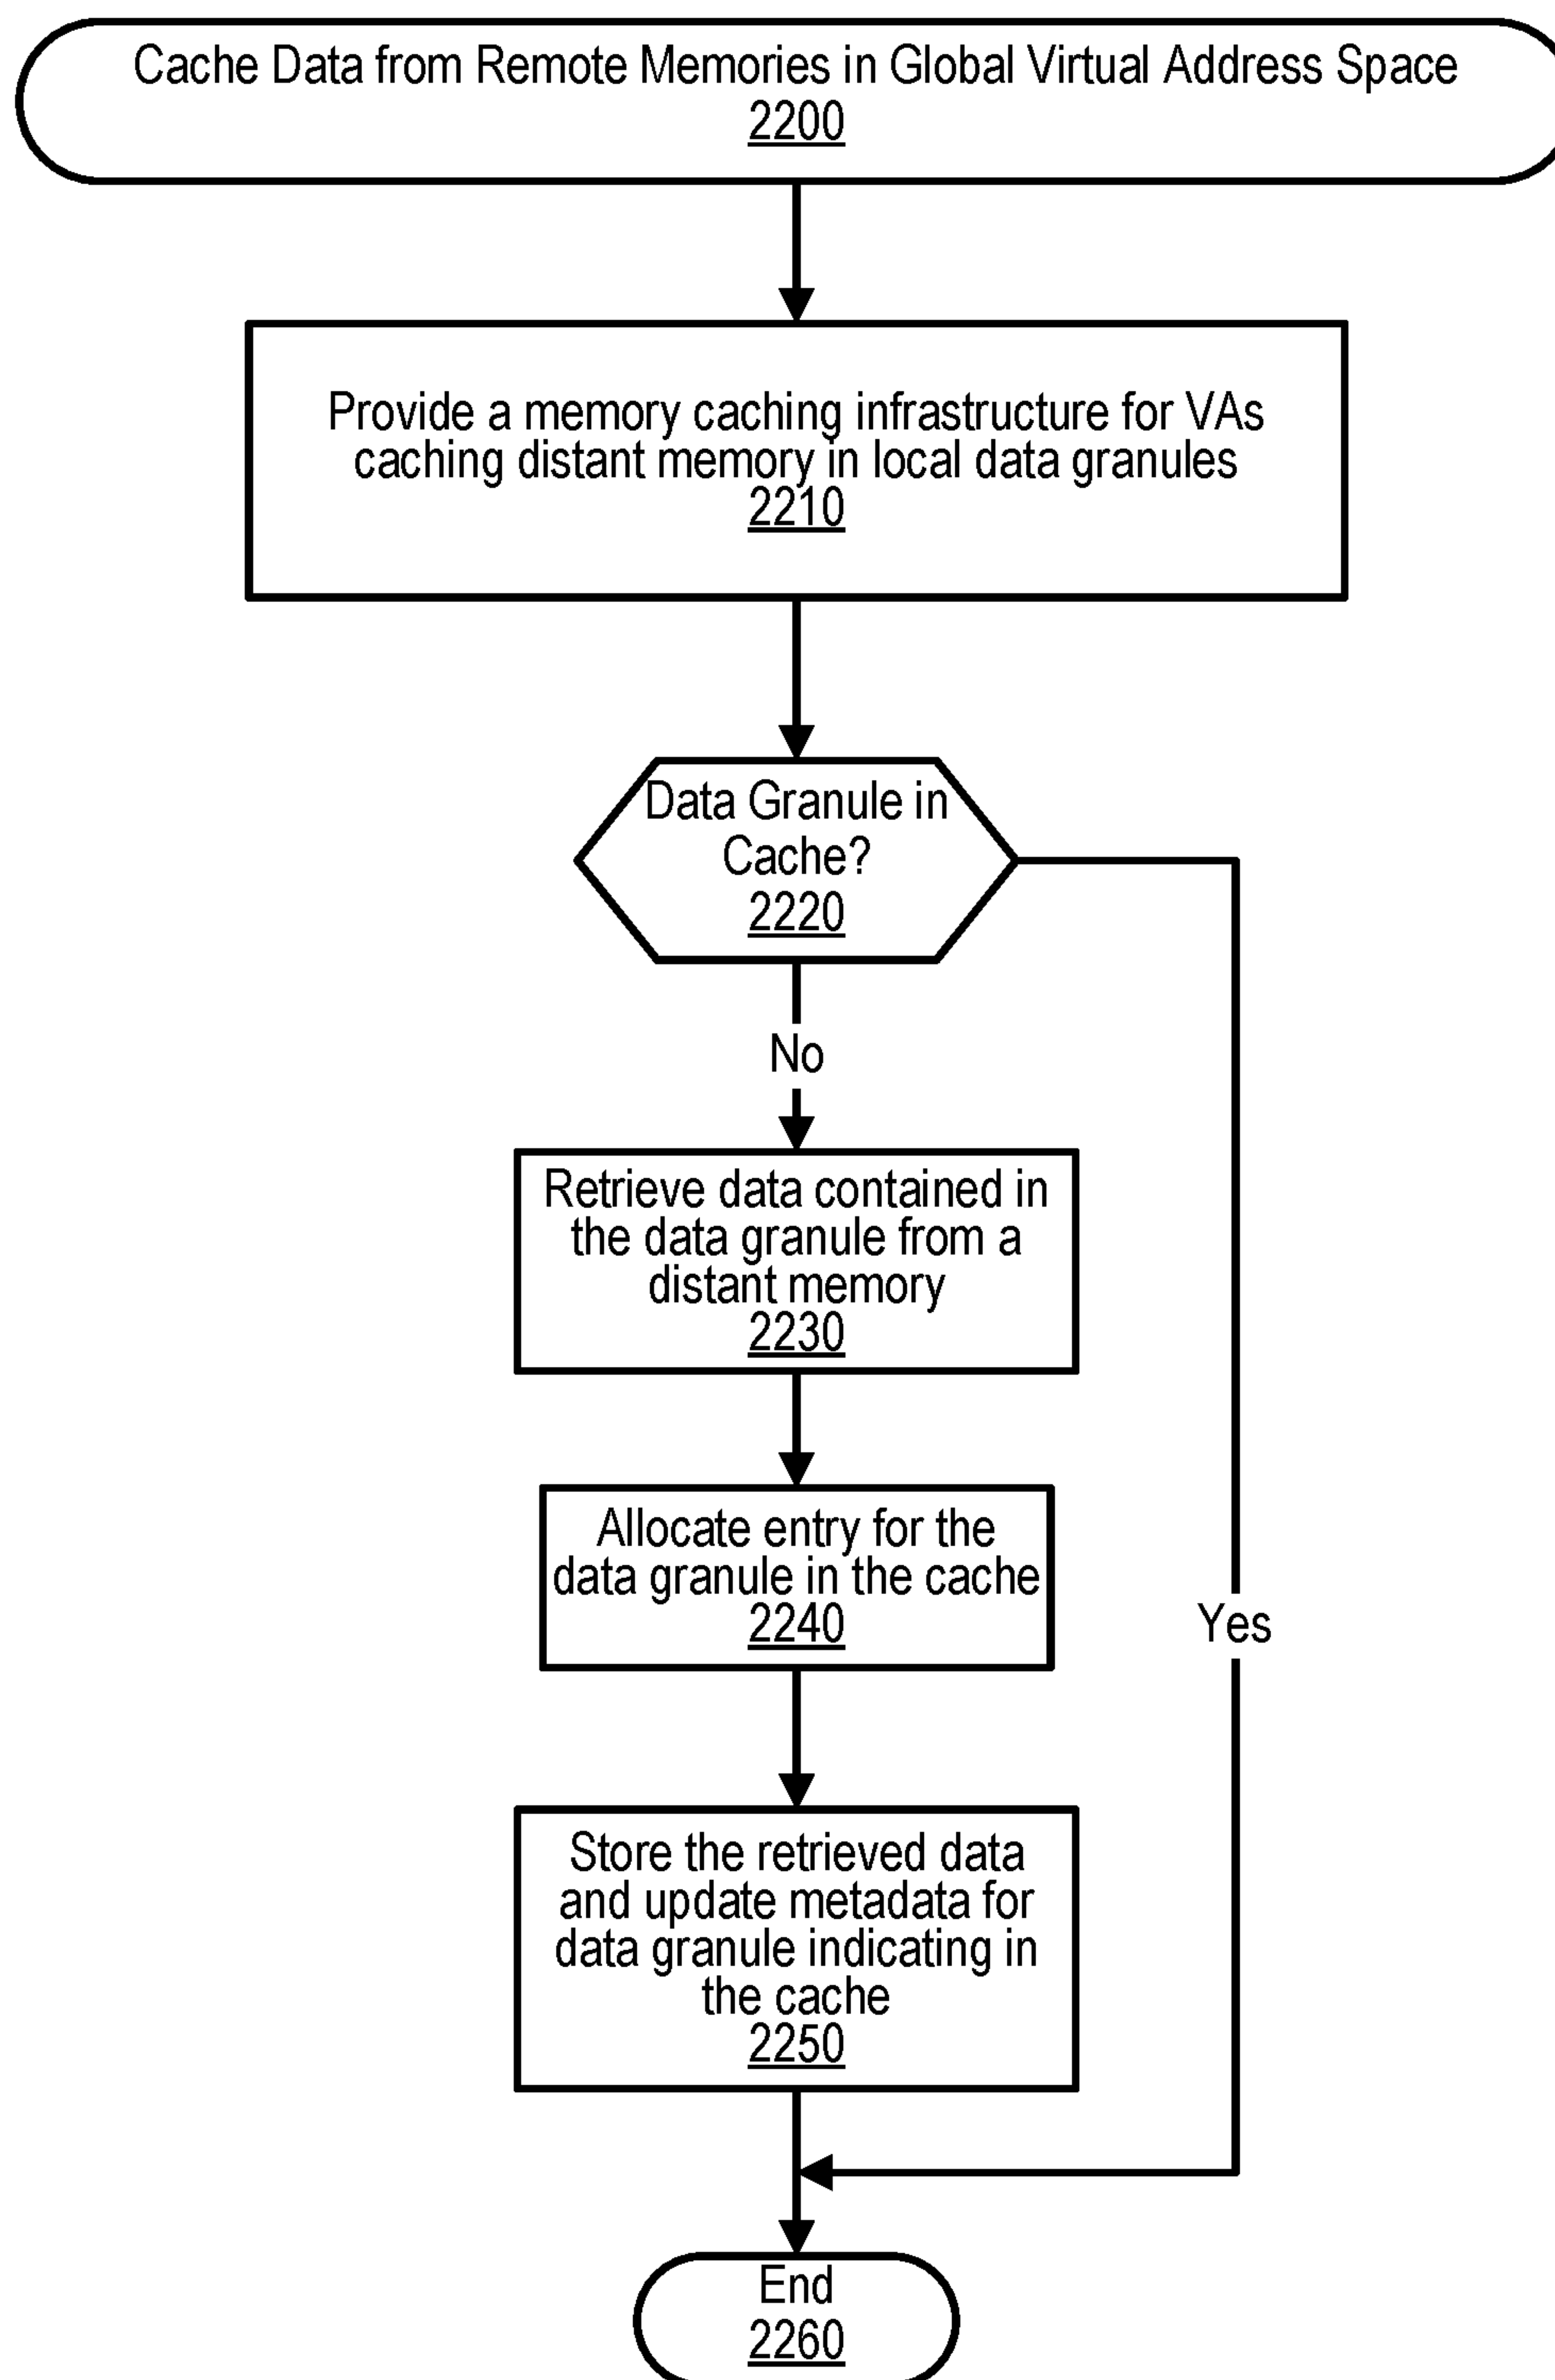 Cache Data from Remote Memories in Global Virtual Address Space
2200
Provide a memory caching infrastructure for VAs
caching distant memory in local data granules
2210
Data Granule in
Cache?
2220
No
Retrieve data contained in
the data granule from a
distant memory
2230
Allocate entry for the
data granule in the cache
2240
Yes
Store the retrieved data
and update metadata for
data granule indicating in
the cache
2250
End
2260